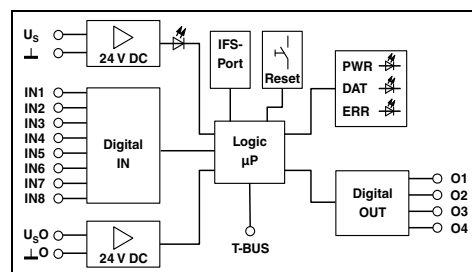 US
⊥
24 V DC
IFS-
Port
Reset
PWR
DAT
ERR
IN1
IN2
IN3
IN4
IN5
IN6
IN7
IN8
Digital
IN
Logic
µP
Digital
OUT
O1
O2
O3
O4
USO
⊥O
24 V DC
T-BUS